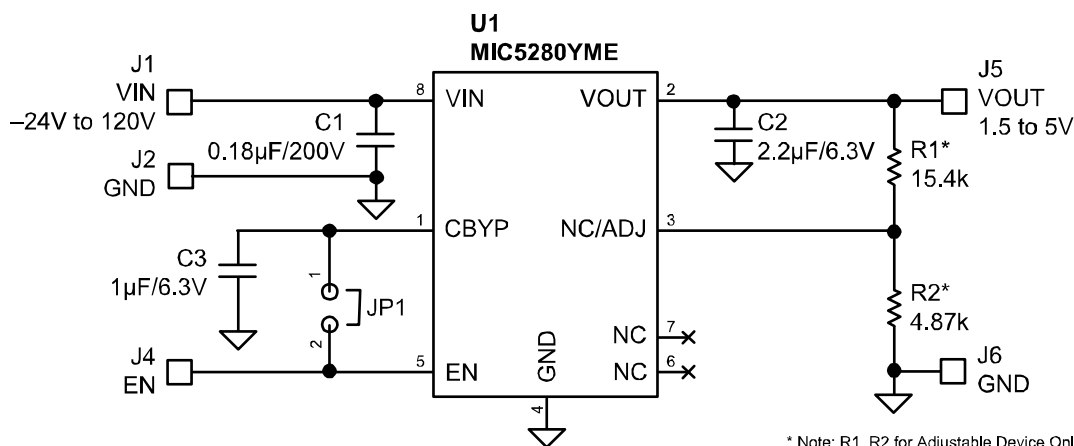 U1
MIC5280YME
J1
VIN
–24V to 120V
8
VIN
VOUT
2
J5
VOUT
1.5 to 5V
C1
0.18µF/200V
C2
2.2µF/6.3V
R1*
15.4k
J2
GND
1
CBYP
NC/ADJ
3
C3
1µF/6.3V
1
JP1
2
R2*
4.87k
NC
7
J4
EN
5
EN
GND
NC
6
J6
GND
4
* Note: R1, R2 for Adjustable Device Onl